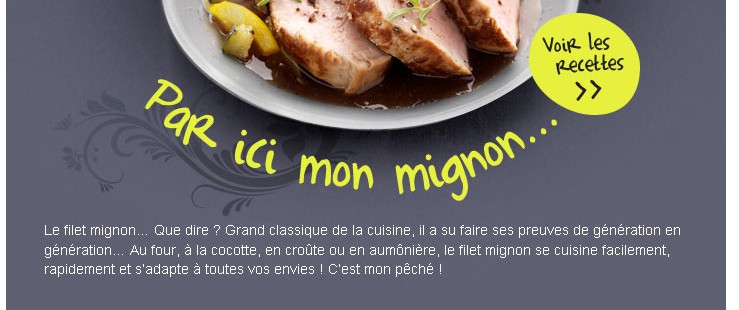 Voir les
recettes
>>
Par ici mon mignon...
Le filet mignon... Que dire ? Grand classique de la cuisine, il a su faire ses preuves de génération en
génération... Au four, à la cocotte, en croûte ou en aumônière, le filet mignon se cuisine facilement,
rapidement et s'adapte à toutes vos envies ! C'est mon pêché !